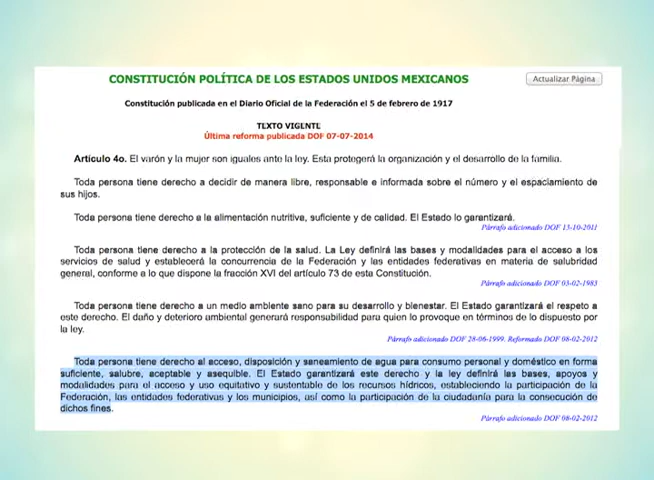 CONSTITUCIÓN POLÍTICA DE LOS ESTADOS UNIDOS MEXICANOS
Actualizar Página
Constitución publicada en el Diario Oficial de la Federación el 5 de febrero de 1917
TEXTO VIGENTE
Última reforma publicada DOF 07-07-2014
Artículo 4o. El varón y la mujer son iguales ante la ley. Esta protegerá la organización y el desarrollo de la familia.
Toda persona tiene derecho a decidir de manera libre, responsable e informada sobre el número y el espaciamiento de
sus hijos.
Toda persona tiene derecho a la alimentación nutritiva, suficiente y de calidad. El Estado lo garantizará.
Párrafo adicionado DOF 13-10-2011
Toda persona tiene derecho a la protección de la salud. La Ley definirá las bases y modalidades para el acceso a los
servicios de salud y establecerá la concurrencia de la Federación y las entidades federativas en materia de salubridad
general, conforme a lo que dispone la fracción XVI del artículo 73 de esta Constitución.
Párrafo adicionado DOF 03-02-1983
Toda persona tiene derecho a un medio ambiente sano para su desarrollo y bienestar. El Estado garantizará el respeto a
este derecho. El daño y deterioro ambiental generará responsabilidad para quien lo provoque en términos de lo dispuesto por
la ley.
Párrafo adicionado DOF 28-06-1999. Reformado DOF 08-02-2012
Toda persona tiene derecho al acceso, disposición y saneamiento de agua para consumo personal y doméstico en forma
suficiente, salubre, aceptable y asequible. El Estado garantizará este derecho y la ley definirá las bases, apoyos y
modalidades para el acceso y uso equitativo y sustentable de los recursos hídricos, estableciendo la participación de la
Federación, las entidades federativas y los municipios, así como la participación de la ciudadanía para la consecución de
dichos fines.
Párrafo adicionado DOF 08-02-2012